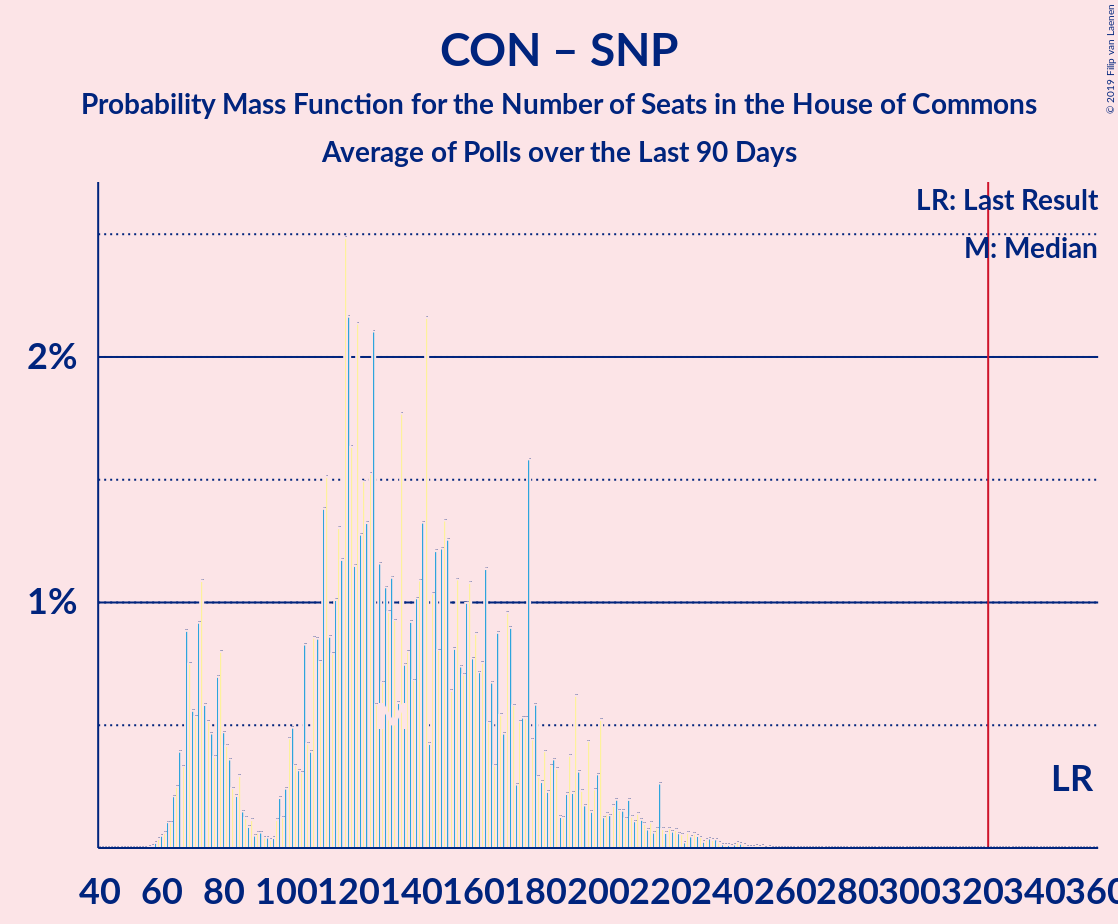 CON – SNP
Probability Mass Function for the Number of Seats in the House of Commons
Average of Polls over the Last 90 Days
© 2019 Filip van Laenen
LR: Last Result
M: Median
2%
1%
M
LR
40 60 80 100 120 140 160 180 200 220 240 260 280 300 320 340 360